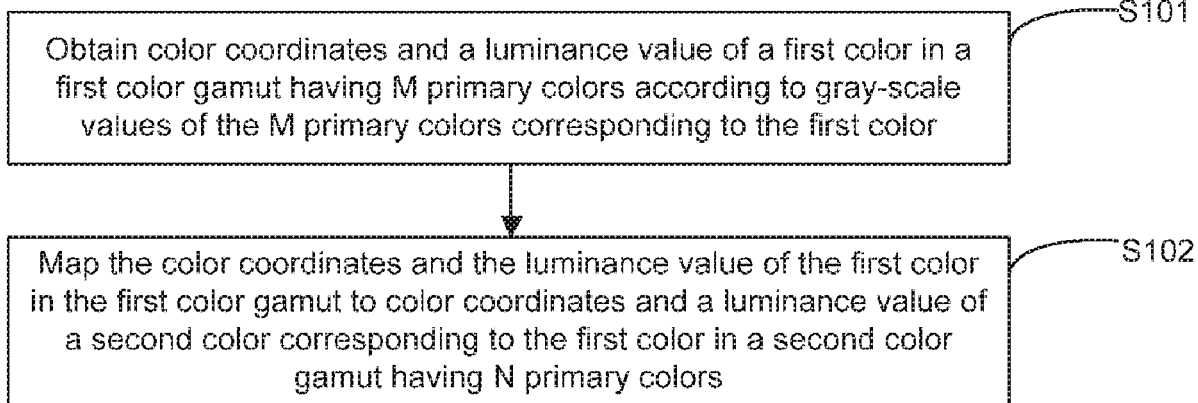 S101
Obtain color coordinates and a luminance value of a first color in a
first color gamut having M primary colors according to gray-scale
values of the M primary colors corresponding to the first color
S102
Map the color coordinates and the luminance value of the first color
in the first color gamut to color coordinates and a luminance value of
a second color corresponding to the first color in a second color
gamut having N primary colors